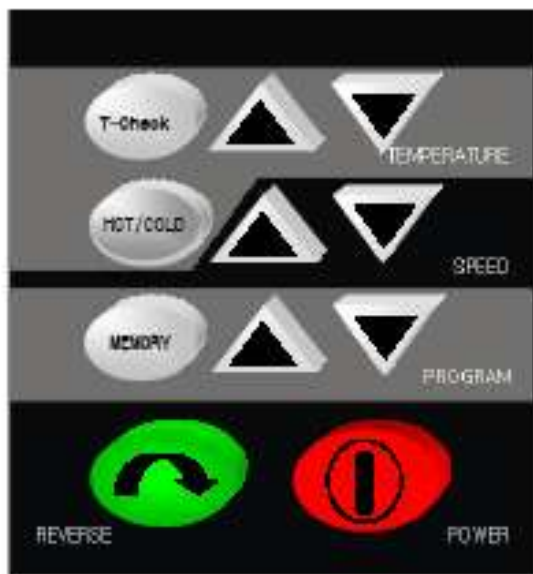 T-Check
TEMPERATURE
HOT/COLD
SPEED
MEMORY
PROGRAM
REVERSE
POWER